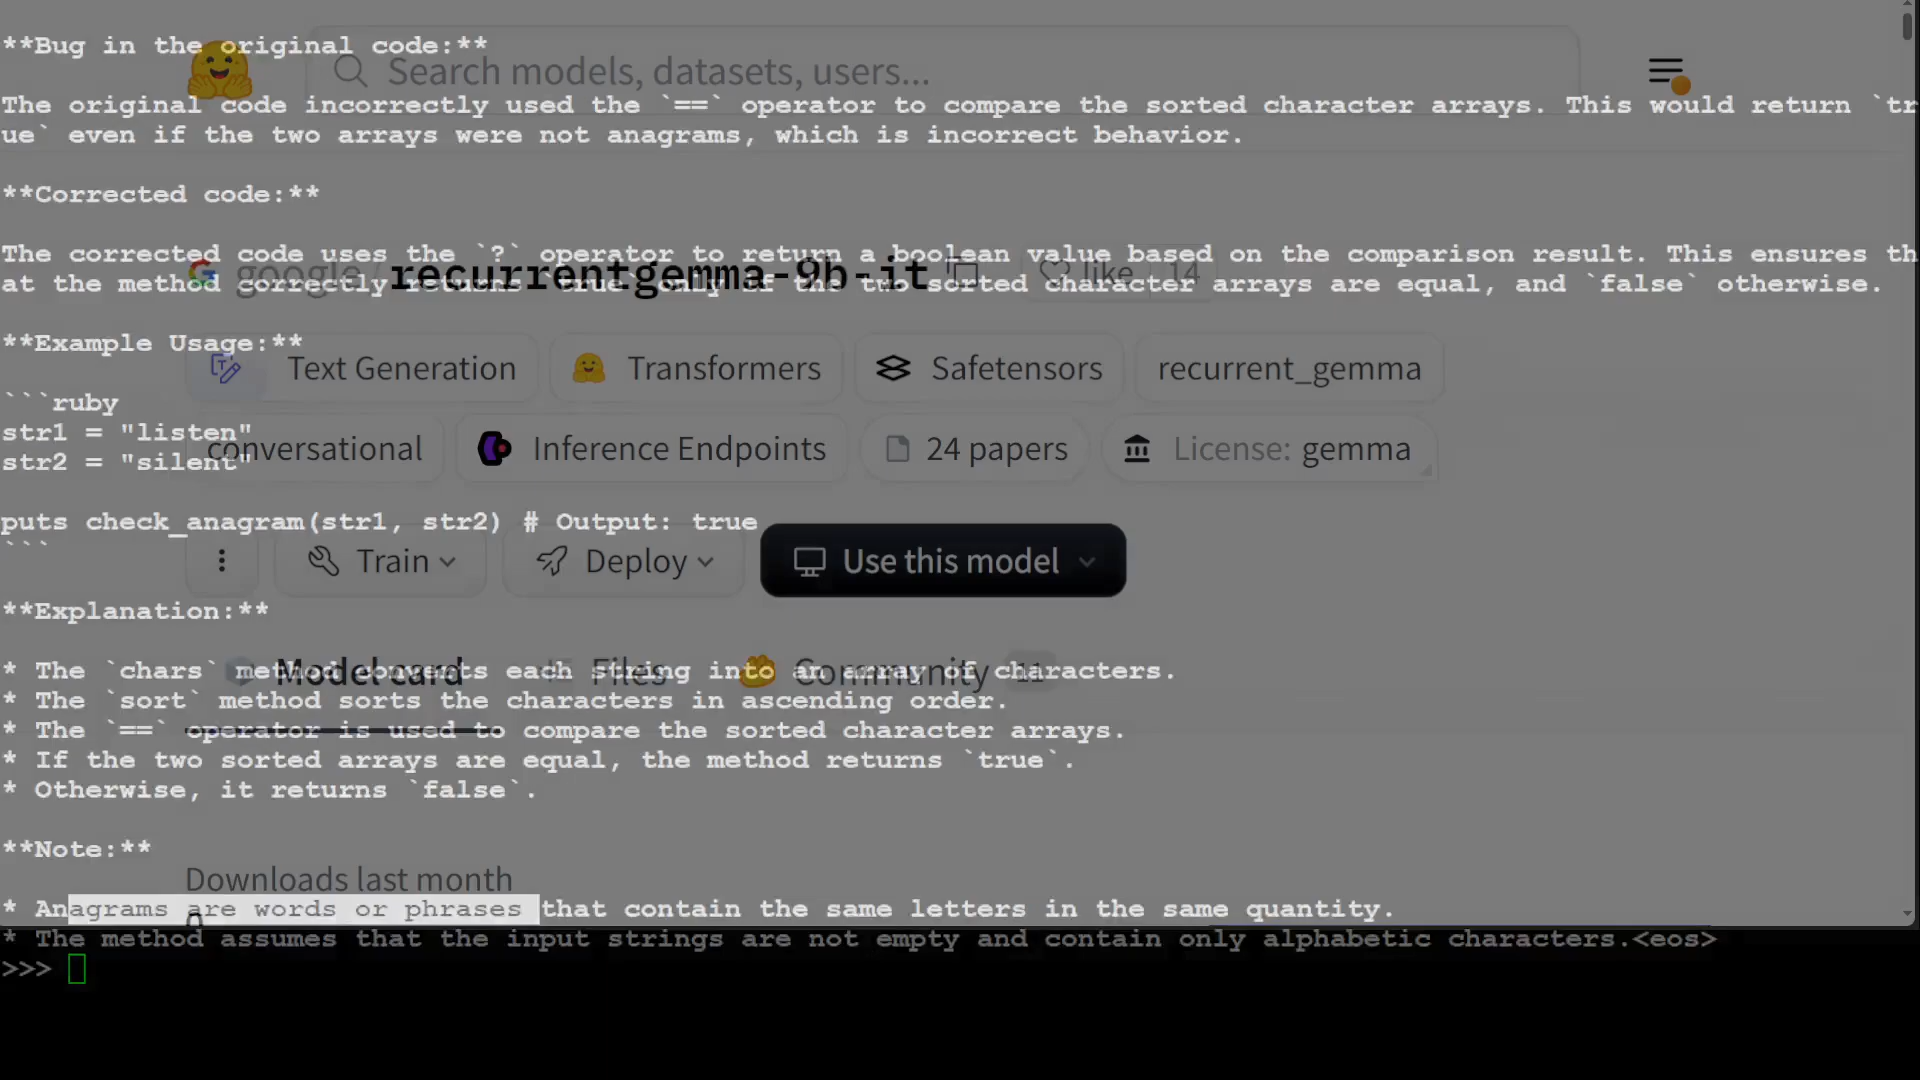 **Bug in the original code:**
Search models, datasets, users...
The original code incorrectly used the `==` operator to compare the sorted character arrays. This would return `tr
ue` even if the two arrays were not anagrams, which is incorrect behavior.
**Corrected code:**
The corrected code uses the `?` operator to return a boolean value based on the comparison result. This ensures th
at the method correctly returns `true` only if the two sorted character arrays are equal, and `false` otherwise.
google/recurrentgemma-9b-it like 14
**Example Usage:**
Text Generation Transformers Safetensors recurrent_gemma
```ruby
str1 = "listen"
conversational Inference Endpoints 24 papers License: gemma
str2 = "silent"
puts check_anagram(str1, str2) # Output: true
```
Train Deploy Use this model
**Explanation:**
* The `chars` method converts each string into an array of characters.
Model card Files Community 11
* The `sort` method sorts the characters in ascending order.
* The `==` operator is used to compare the sorted character arrays.
* If the two sorted arrays are equal, the method returns `true`.
* Otherwise, it returns `false`.
**Note:**
Downloads last month
* Anagrams are words or phrases that contain the same letters in the same quantity.
* The method assumes that the input strings are not empty and contain only alphabetic characters.<eos>
>>>